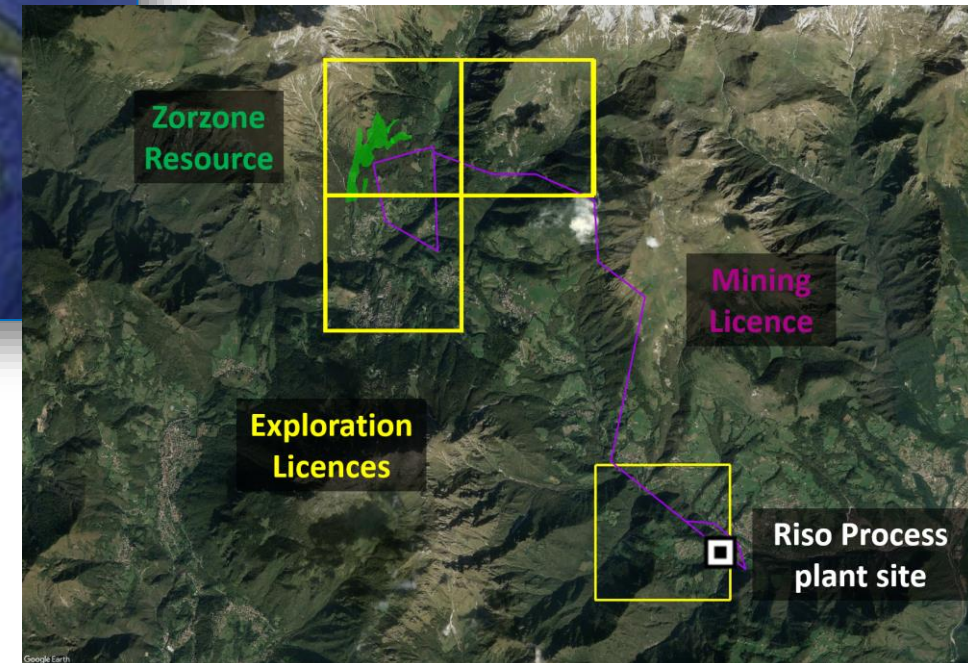 Zorzone
Resource
Mining
Licence
Exploration
Licences
Riso Process
plant site
Google Earth